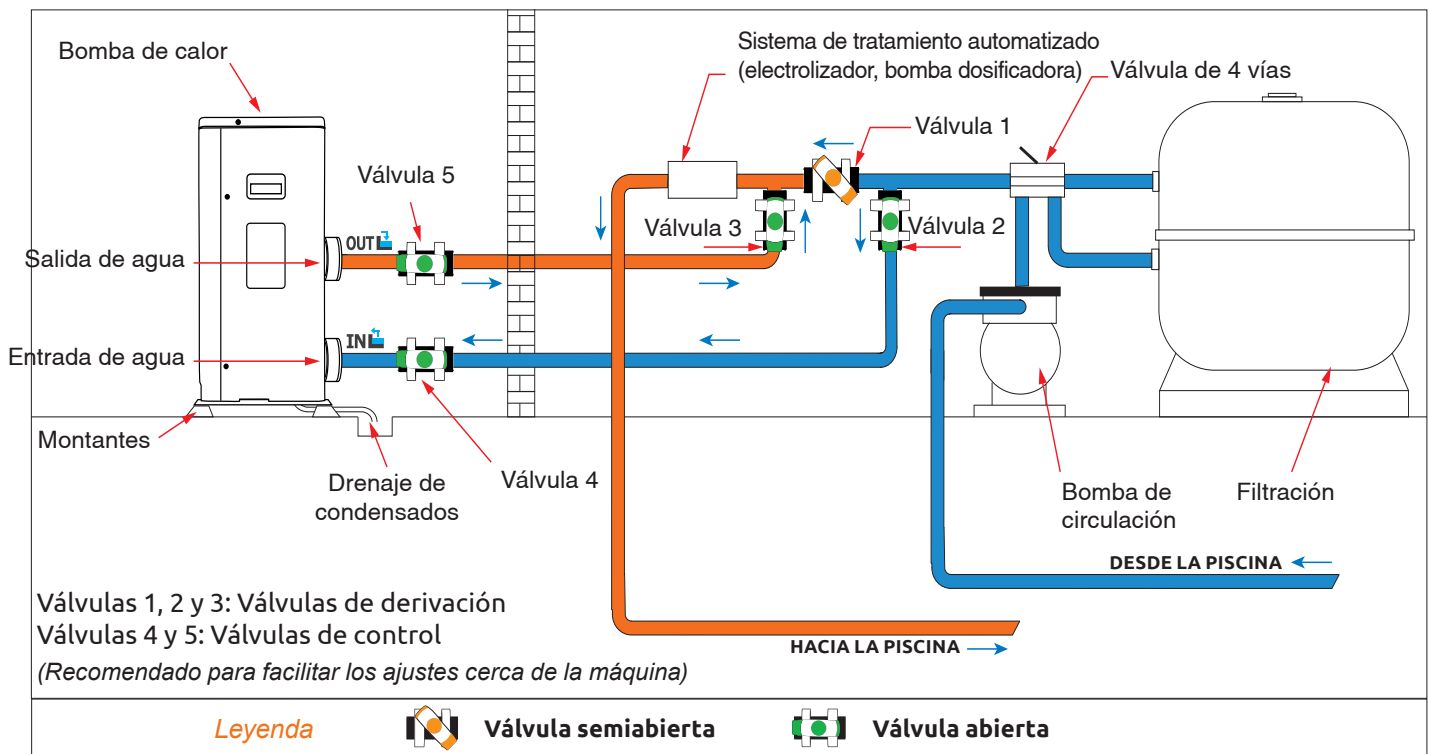 Bomba de calor
Sistema de tratamiento automatizado
(electrolizador, bomba dosificadora)
Válvula de 4 vías
Válvula 1
Válvula 5
Válvula 3
Válvula 2
OUT
Salida de agua
IN
Entrada de agua
Montantes
Drenaje de
condensados
Válvula 4
Bomba de
circulación
Filtración
DESDE LA PISCINA
HACIA LA PISCINA
Válvulas 1, 2 y 3: Válvulas de derivación
Válvulas 4 y 5: Válvulas de control
(Recomendado para facilitar los ajustes cerca de la máquina)
Leyenda
Válvula semiabierta
Válvula abierta